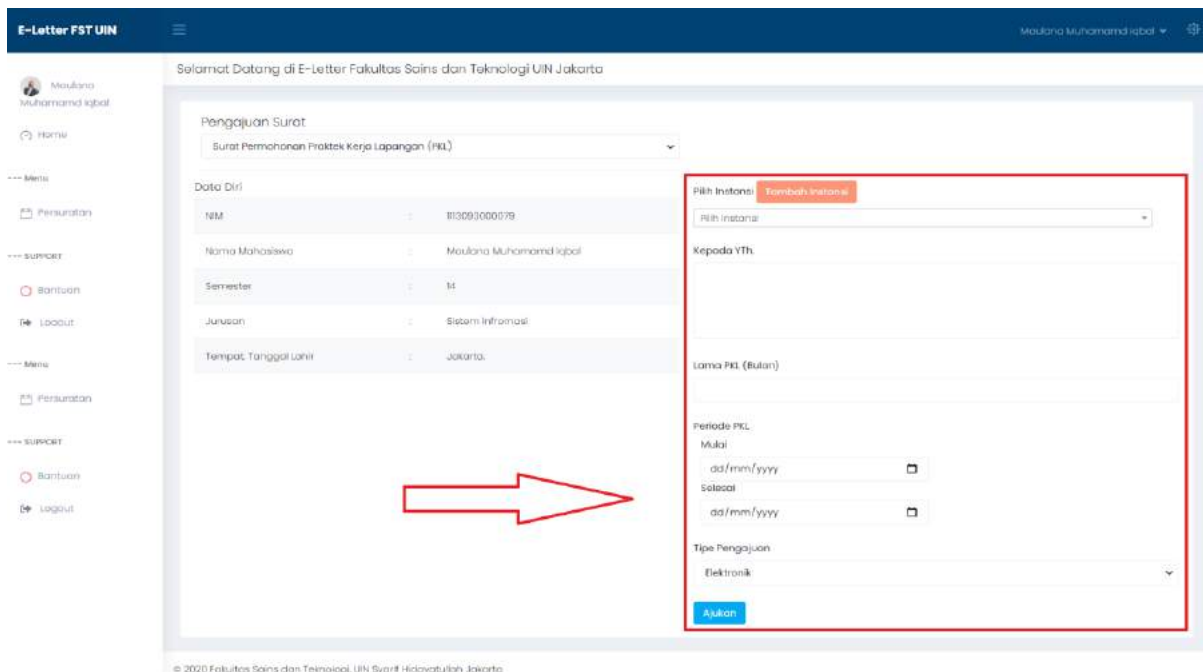 E-Letter FST UIN
Maulana Muhamamd Iqbal
Selamat Datang di E-Letter Fakultas Sains dan Teknologi UIN Jakarta
Maulana
Muhamamd Iqbal
Home
--- Menu
Persuratan
--- SUPPORT
Bantuan
Logout
--- Menu
Persuratan
--- SUPPORT
Bantuan
Logout
Pengajuan Surat
Surat Permohonan Praktek Kerja Lapangan (PKL)
Data Diri
NIM : 1113093000079
Nama Mahasiswa : Maulana Muhamamd Iqbal
Semester : 14
Jurusan : Sistem Infromasi
Tempat, Tanggal Lahir : Jakarta,
Pilih Instansi Tambah Instansi
Pilih Instansi
Kepada YTh.
Lama PKL (Bulan)
Periode PKL
Mulai
dd/mm/yyyy
Selesai
dd/mm/yyyy
Tipe Pengajuan
Elektronik
Ajukan
© 2020 Fakultas Sains dan Teknologi, UIN Syarif Hidayatullah Jakarta